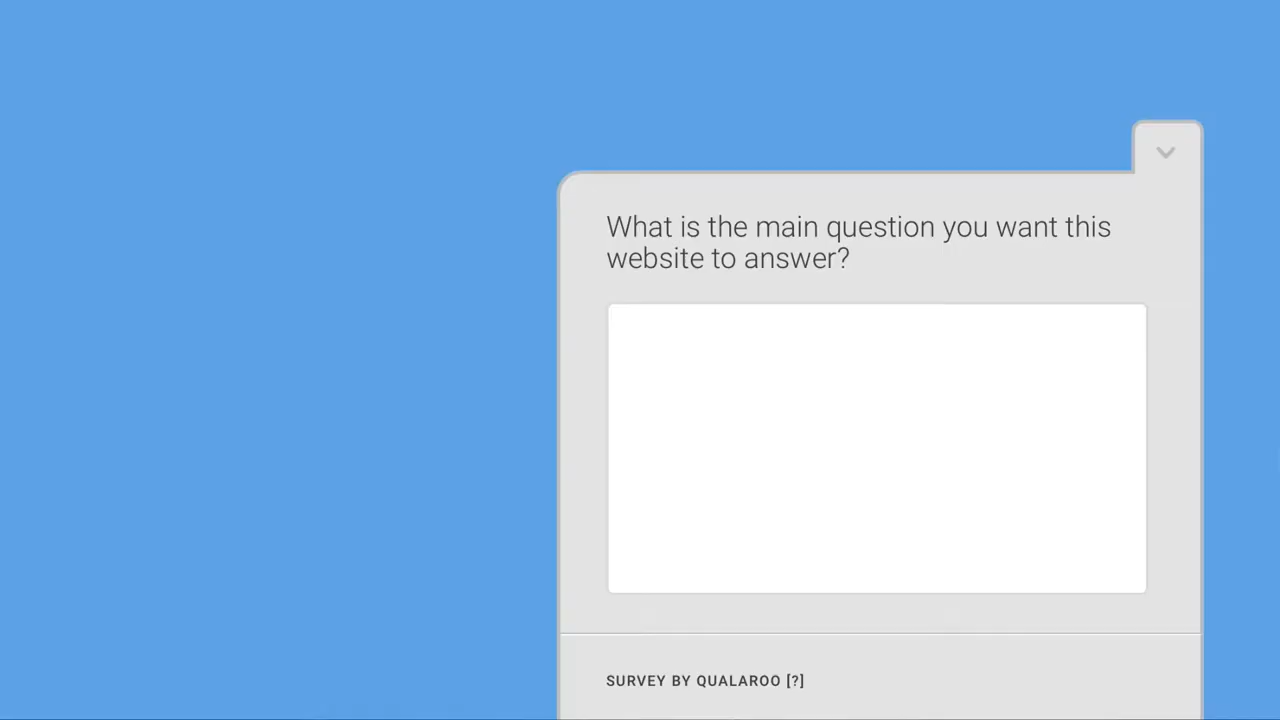 What is the main question you want this
website to answer?
SURVEY BY QUALAROO [?]